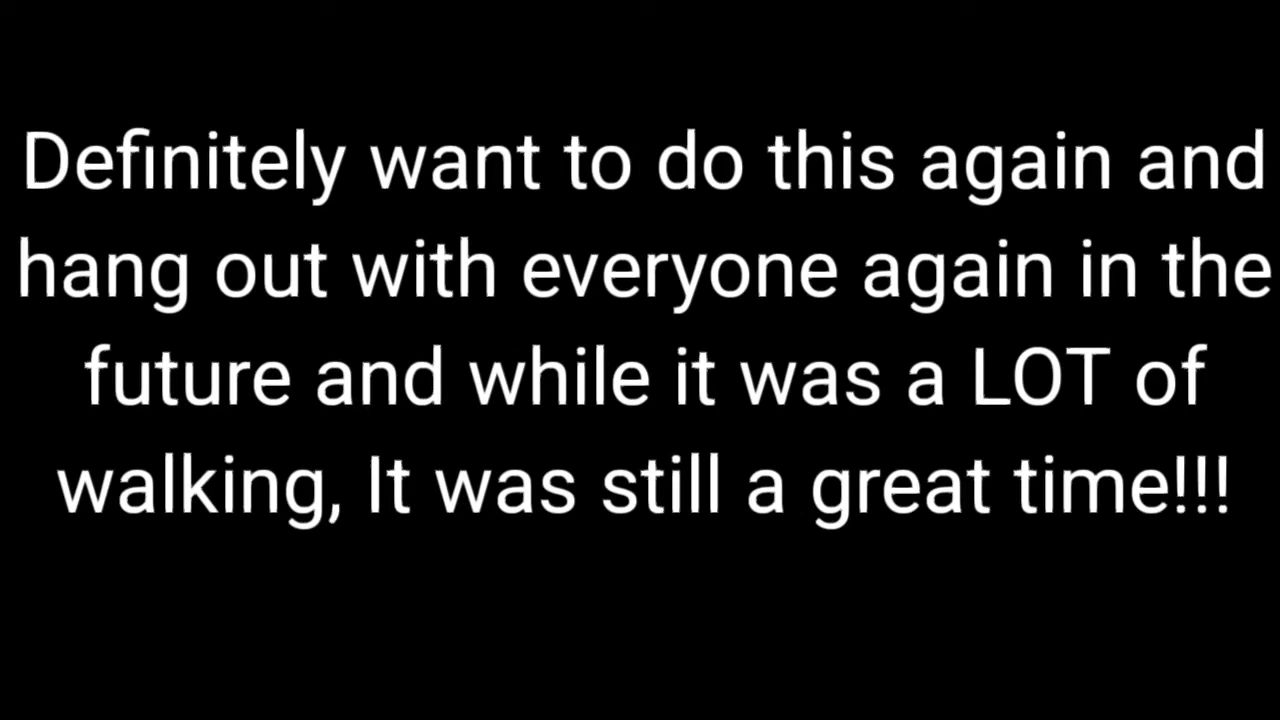 Definitely want to do this again and
hang out with everyone again in the
future and while it was a LOT of
walking, It was still a great time!!!